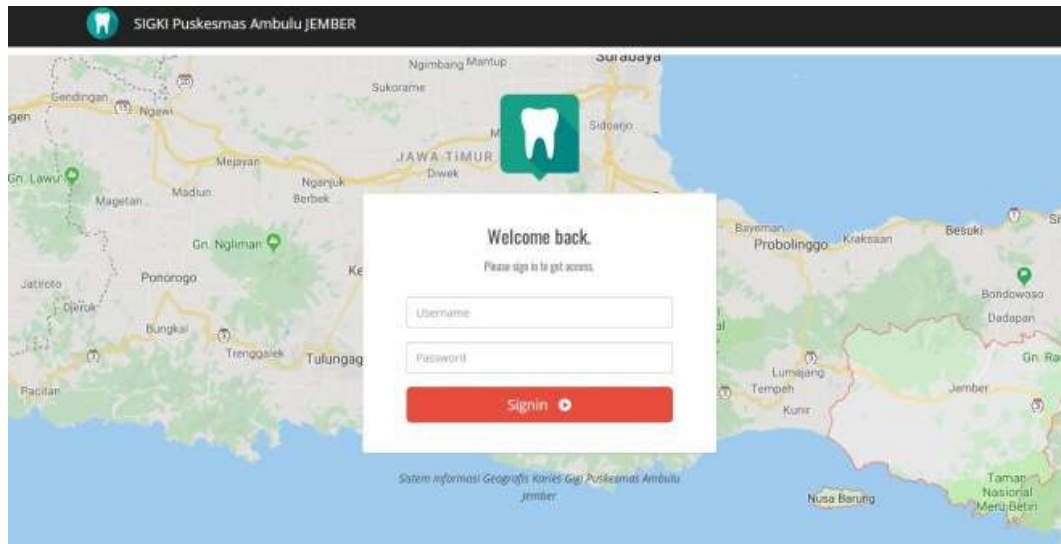 SIGKI Puskesmas Ambulu JEMBER
Ngimbang Mantup
Surabaya
Sukorame
Gendingan
Ngawi
Sidoarjo
JAWA TIMUR
Mejayan
Diwek
Gn. Lawu
Nganjuk
Madiun
Magetan
Berbek
Welcome back.
Bayeman
Probolinggo
Kraksaan
Besuki
Gn. Ngliman
Please sign in to get access.
Ke
Jatiroto
Ponorogo
Bondowoso
Username
Dadapan
Bungkal
Trenggalek
Tulungag
Password
Gn. Ra
Lumajang
Pacitan
Tempeh
Jember
Signin
Kunir
Sistem Informasi Geografis Karies Gigi Puskesmas Ambulu
Jember
Nusa Barung
Taman
Nasional
Meru Betiri